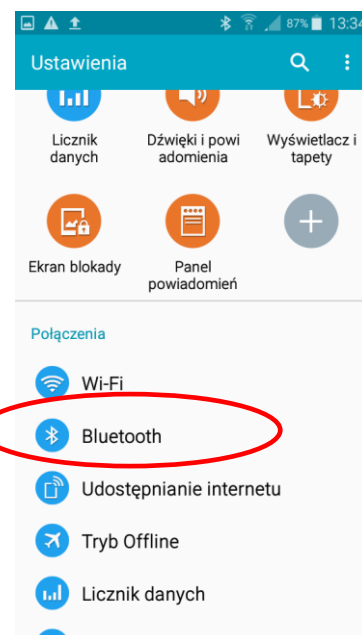 87% 13:34
Ustawienia
Licznik danych
Dźwięki i powi adomienia
Wyświetlacz i tapety
Ekran blokady
Panel powiadomień
Połączenia
Wi-Fi
Bluetooth
Udostępnianie internetu
Tryb Offline
Licznik danych